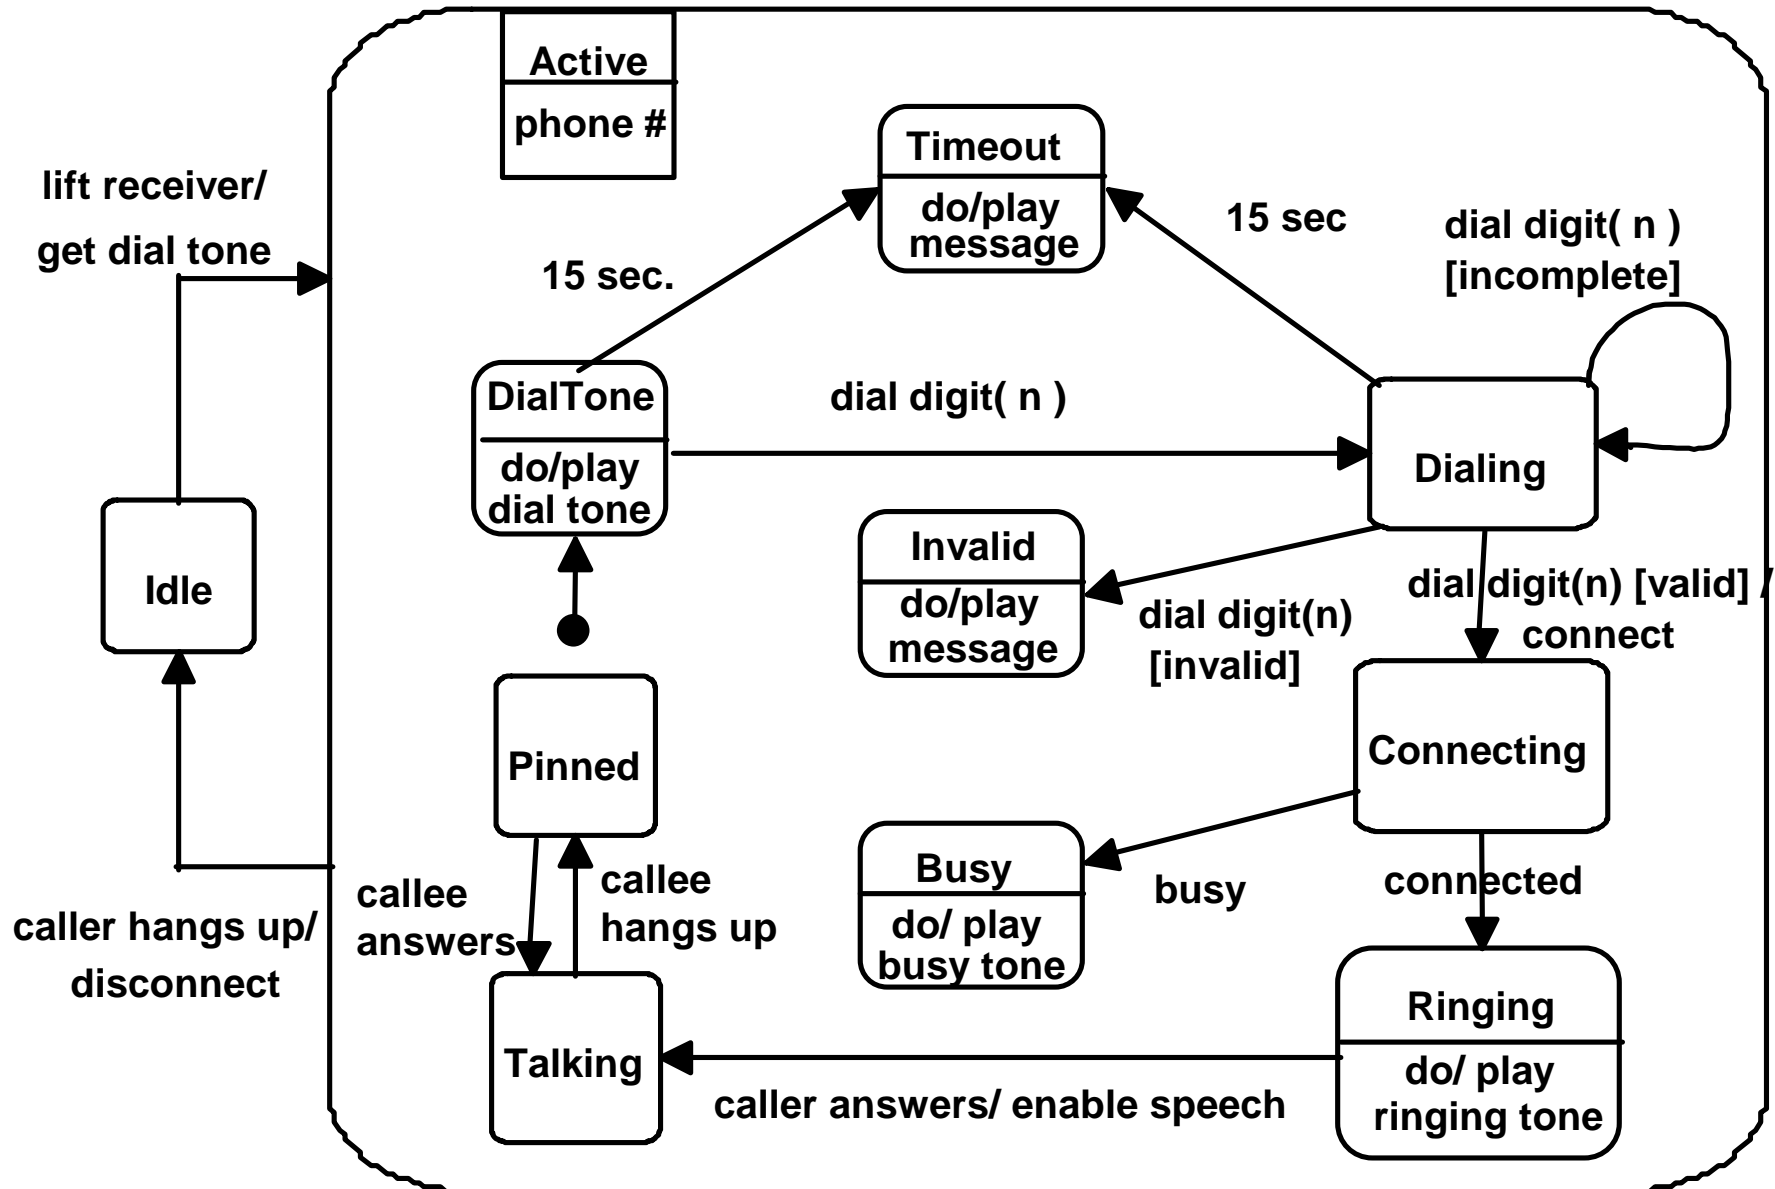 Active
phone #
Timeout
do/play
message
lift receiver/
get dial tone
15 sec.
15 sec
dial digit( n )
[incomplete]
DialTone
do/play
dial tone
dial digit( n )
Dialing
Idle
Invalid
do/play
message
dial digit(n)
[invalid]
dial digit(n) [valid] /
connect
Pinned
Connecting
callee
answers
callee
hangs up
Busy
do/ play
busy tone
busy
connected
caller hangs up/
disconnect
Talking
caller answers/ enable speech
Ringing
do/ play
ringing tone